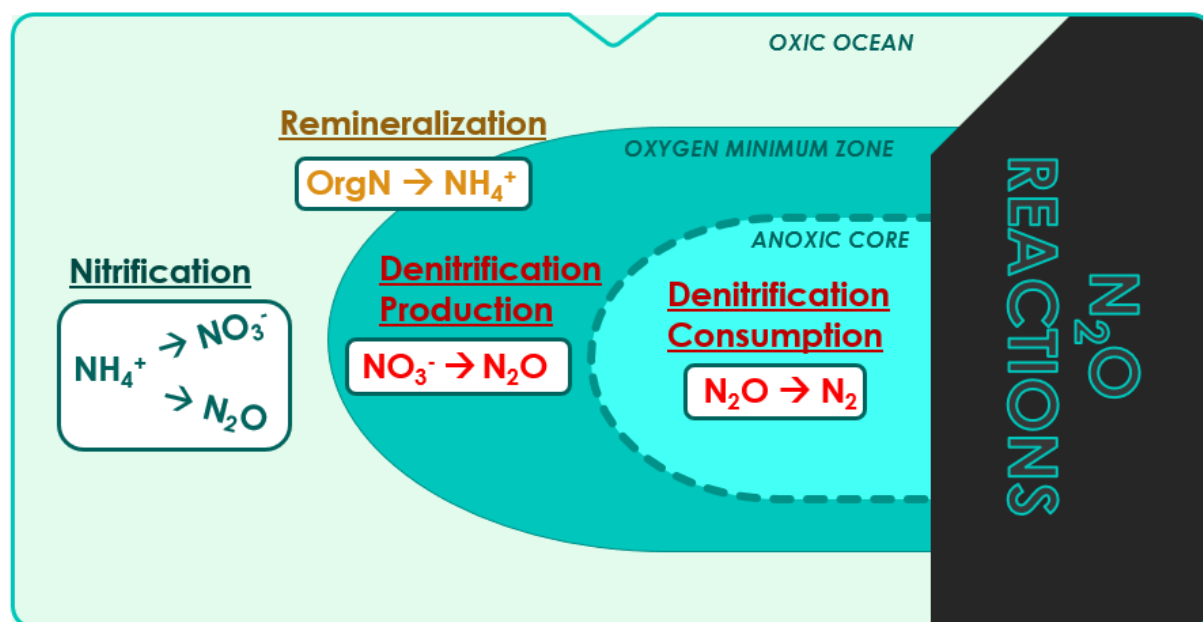 OXIC OCEAN
Remineralization
OrgN → NH₄⁺
OXYGEN MINIMUM ZONE
ANOXIC CORE
Nitrification
NH₄⁺
→ NO₃⁻
→ N₂O
Denitrification
Production
NO₃⁻ → N₂O
Denitrification
Consumption
N₂O → N₂
N₂O
REACTIONS